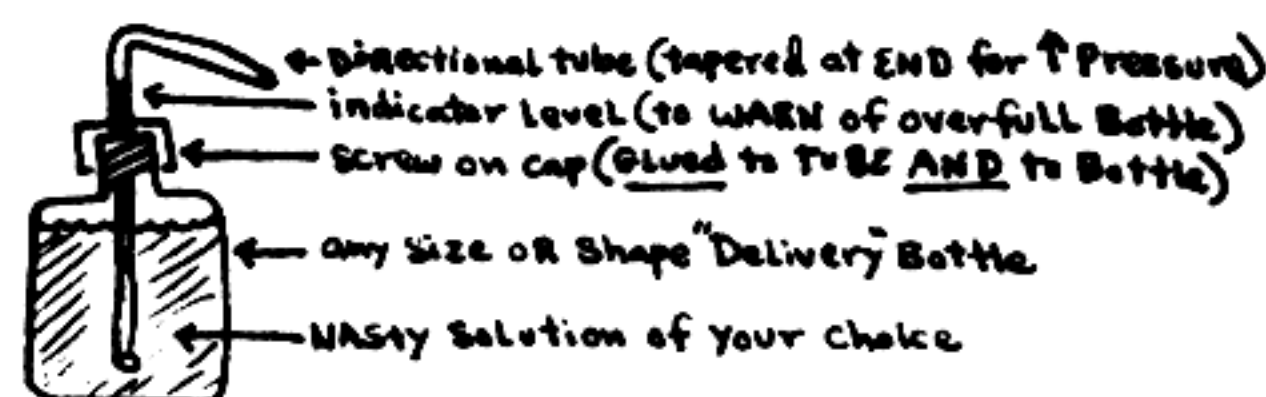 Directional tube (tapered at END for ↑ Pressure)
indicator level (to WARN of overfull Bottle)
Screw on cap (Glued to TUBE AND to Bottle)
any size OR Shape "Delivery" Bottle
NASty Solution of Your Choice